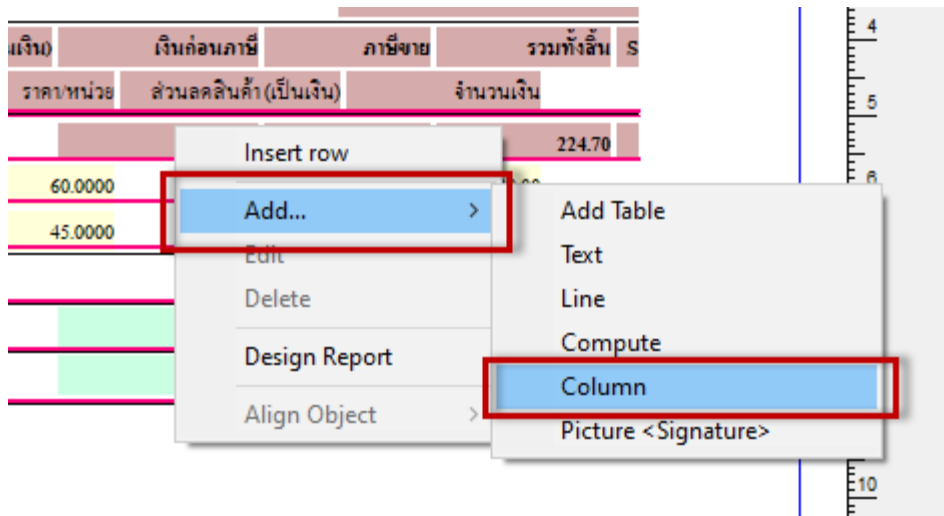 4
เงินก่อนภาษี ภาษีขาย รวมทั้งสิ้น S
ราคา/หน่วย ส่วนลดสินค้า (เป็นเงิน) จำนวนเงิน
5
Insert row 224.70
60.0000 6
Add... > Add Table
45.0000
Edit Text
Delete Line
Compute
Design Report
Column
Align Object >
Picture <Signature>
10